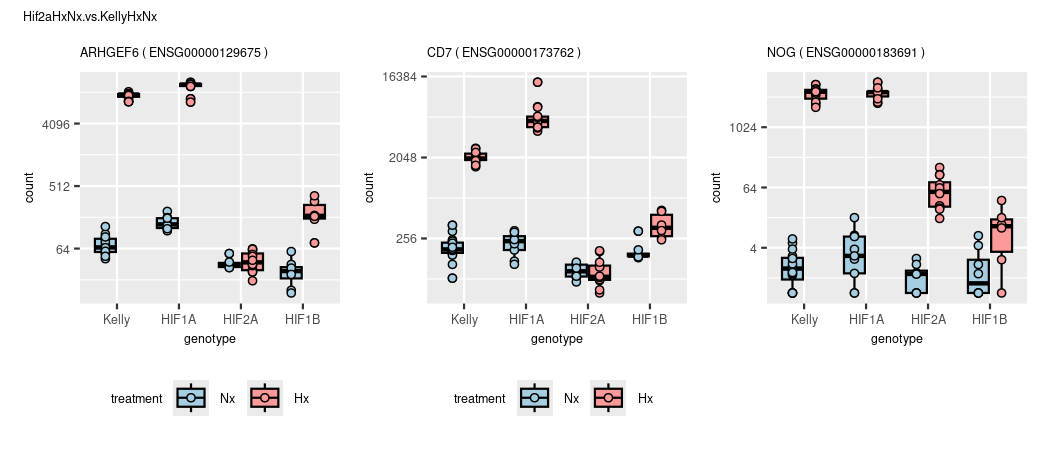 Hif2aHxNx.vs.KellyHxNx
ARHGEF6 ( ENSG00000129675 )
count
4096
512
64
Kelly HIF1A HIF2A HIF1B
genotype
CD7 ( ENSG00000173762 )
count
16384
2048
256
Kelly HIF1A HIF2A HIF1B
genotype
NOG ( ENSG00000183691 )
count
1024
64
4
Kelly HIF1A HIF2A HIF1B
genotype
treatment Nx Hx
treatment Nx Hx